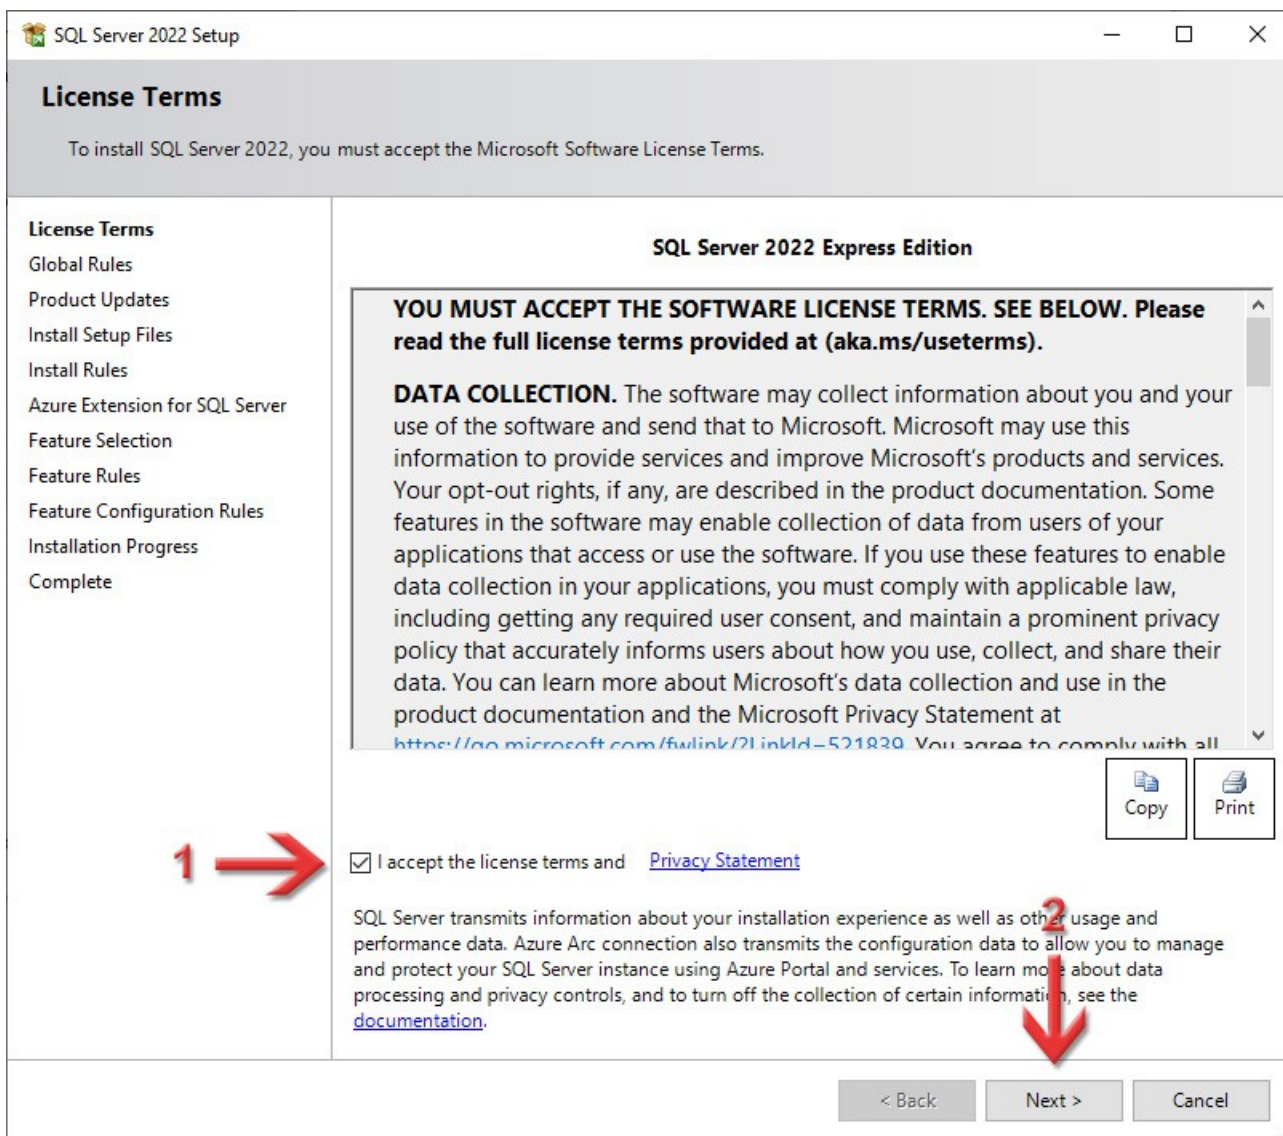 SQL Server 2022 Setup
License Terms
To install SQL Server 2022, you must accept the Microsoft Software License Terms.
License Terms
Global Rules
Product Updates
Install Setup Files
Install Rules
Azure Extension for SQL Server
Feature Selection
Feature Rules
Feature Configuration Rules
Installation Progress
Complete
SQL Server 2022 Express Edition
YOU MUST ACCEPT THE SOFTWARE LICENSE TERMS. SEE BELOW. Please
read the full license terms provided at (aka.ms/useterms).
DATA COLLECTION. The software may collect information about you and your
use of the software and send that to Microsoft. Microsoft may use this
information to provide services and improve Microsoft's products and services.
Your opt-out rights, if any, are described in the product documentation. Some
features in the software may enable collection of data from users of your
applications that access or use the software. If you use these features to enable
data collection in your applications, you must comply with applicable law,
including getting any required user consent, and maintain a prominent privacy
policy that accurately informs users about how you use, collect, and share their
data. You can learn more about Microsoft's data collection and use in the
product documentation and the Microsoft Privacy Statement at
https://go.microsoft.com/fwlink/?LinkId=521839. You agree to comply with all
Copy
Print
1
I accept the license terms and Privacy Statement
2
SQL Server transmits information about your installation experience as well as other usage and
performance data. Azure Arc connection also transmits the configuration data to allow you to manage
and protect your SQL Server instance using Azure Portal and services. To learn more about data
processing and privacy controls, and to turn off the collection of certain information, see the
documentation.
< Back
Next >
Cancel